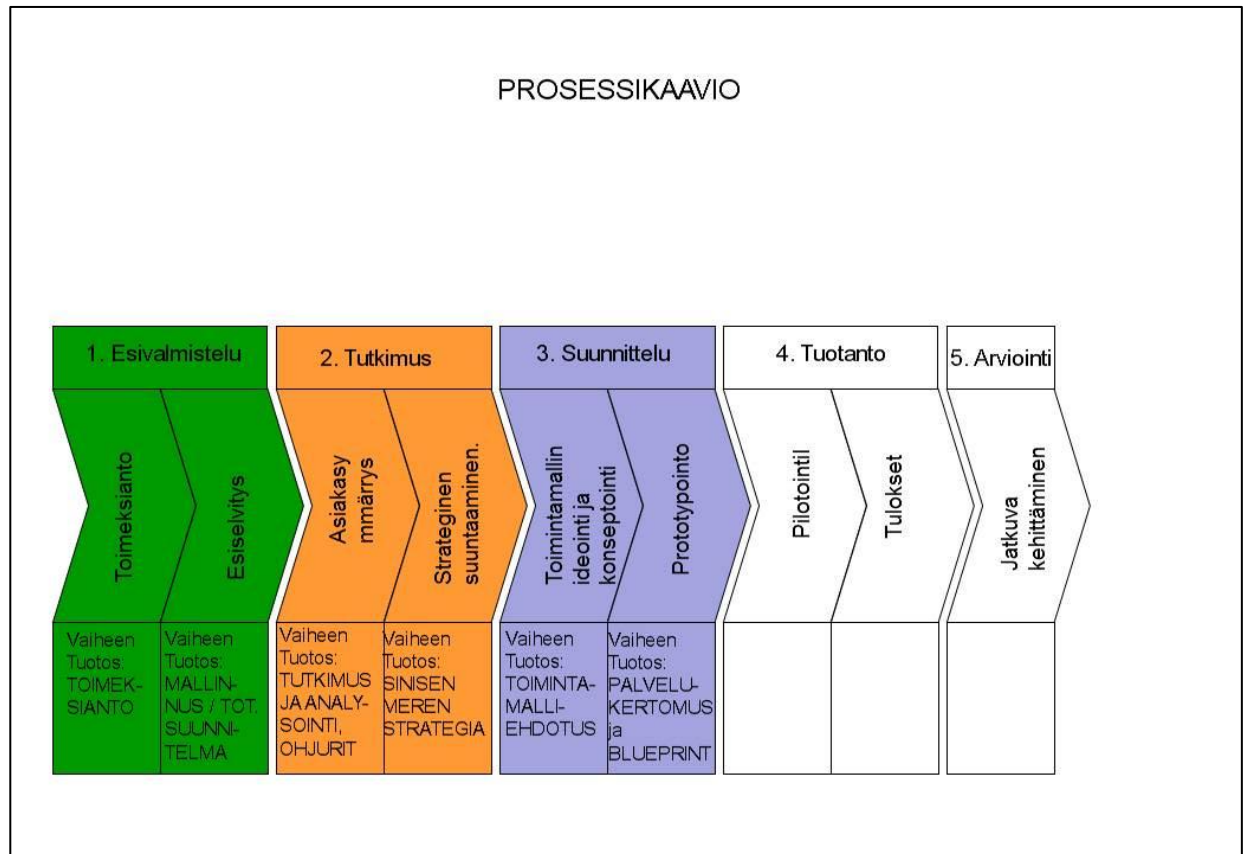 PROSESSIKAAVIO
1. Esivalmistelu
2. Tutkimus
3. Suunnittelu
4. Tuotanto
5. Arviointi
Toimeksianto
Esiselvitys
Asiakasy
mmärrys
Strateginen
suuntaaminen.
Toimintamallin
ideointi ja
konseptointi
Prototypointo
Pilotointil
Tulokset
Jatkuva
kehittäminen
Vaiheen
Tuotos:
TOIMEK-
SIANTO
Vaiheen
Tuotos:
MALLIN-
NUS / TOT.
SUUNNI-
TELMA
Vaiheen
Tuotos:
TUTKIMUS
JA ANALY-
SOINTI,
OHJURIT
Vaiheen
Tuotos:
SINISEN
MEREN
STRATEGIA
Vaiheen
Tuotos:
TOIMINTA-
MALLI-
EHDOTUS
Vaiheen
Tuotos:
PALVELU-
KERTOMUS
ja
BLUEPRINT